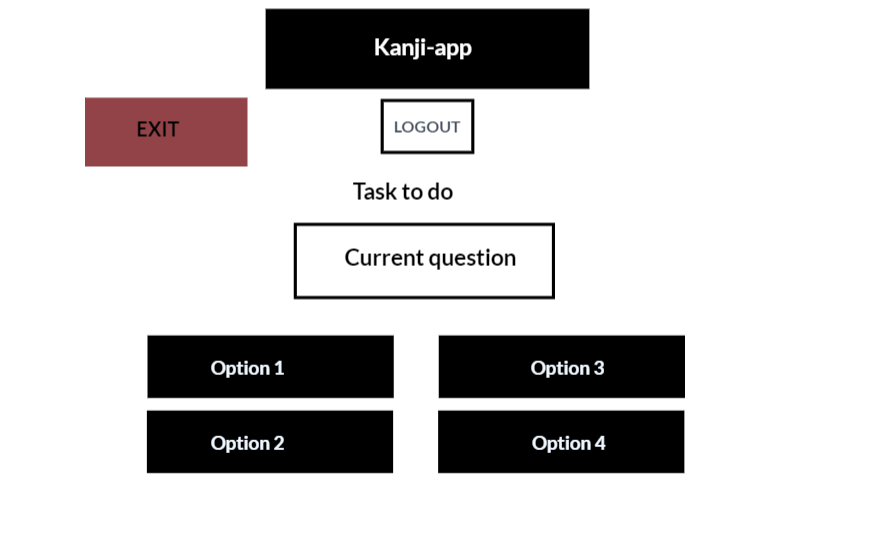 Kanji-app
EXIT
LOGOUT
Task to do
Current question
Option 1
Option 3
Option 2
Option 4